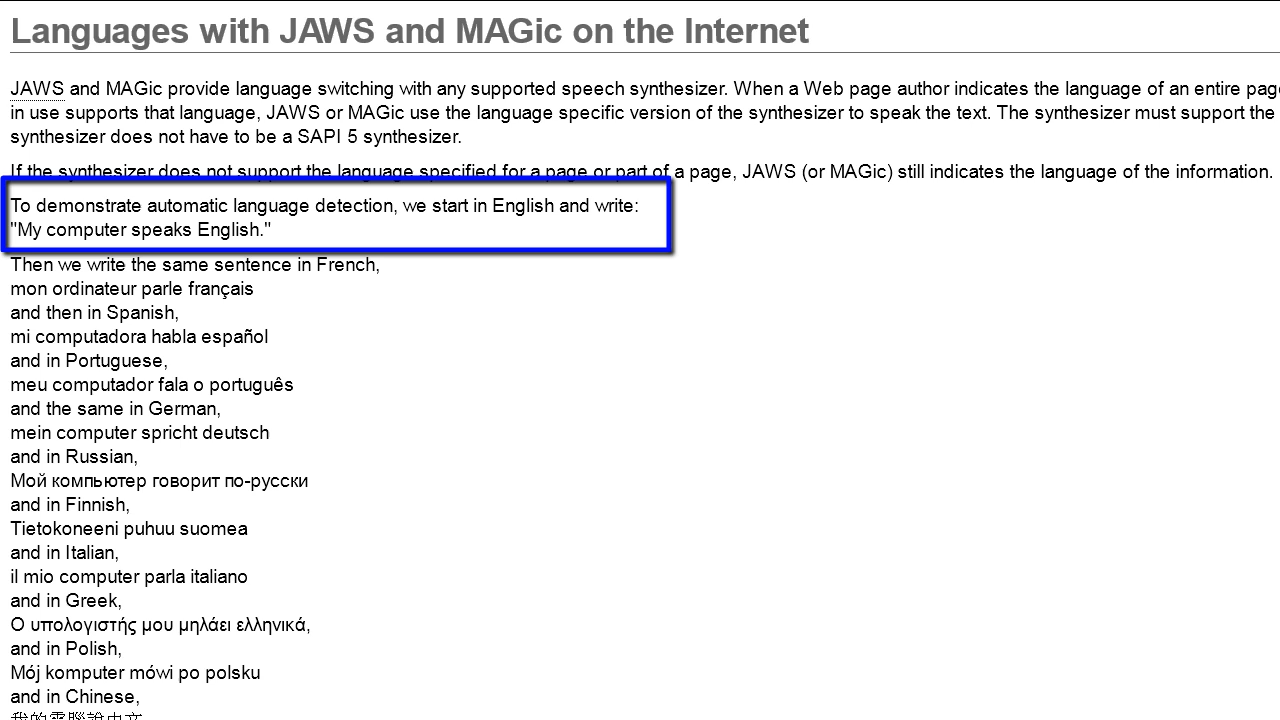 Languages with JAWS and MAGic on the Internet
JAWS and MAGic provide language switching with any supported speech synthesizer. When a Web page author indicates the language of an entire
in use supports that language, JAWS or MAGic use the language specific version of the synthesizer to speak the text. The synthesizer must support the
synthesizer does not have to be a SAPI 5 synthesizer.
If the synthesizer does not support the language specified for a page or part of a page, JAWS (or MAGic) still indicates the language of the information.
To demonstrate automatic language detection, we start in English and write:
"My computer speaks English."
Then we write the same sentence in French,
mon ordinateur parle français
and then in Spanish,
mi computadora habla español
and in Portuguese,
meu computador fala o português
and the same in German,
mein computer spricht deutsch
and in Russian,
Мой компьютер говорит по-русски
and in Finnish,
Tietokoneeni puhuu suomea
and in Italian,
il mio computer parla italiano
and in Greek,
Ο υπολογιστής μου μηλάει ελληνικά,
and in Polish,
Mój komputer mówi po polsku
and in Chinese,